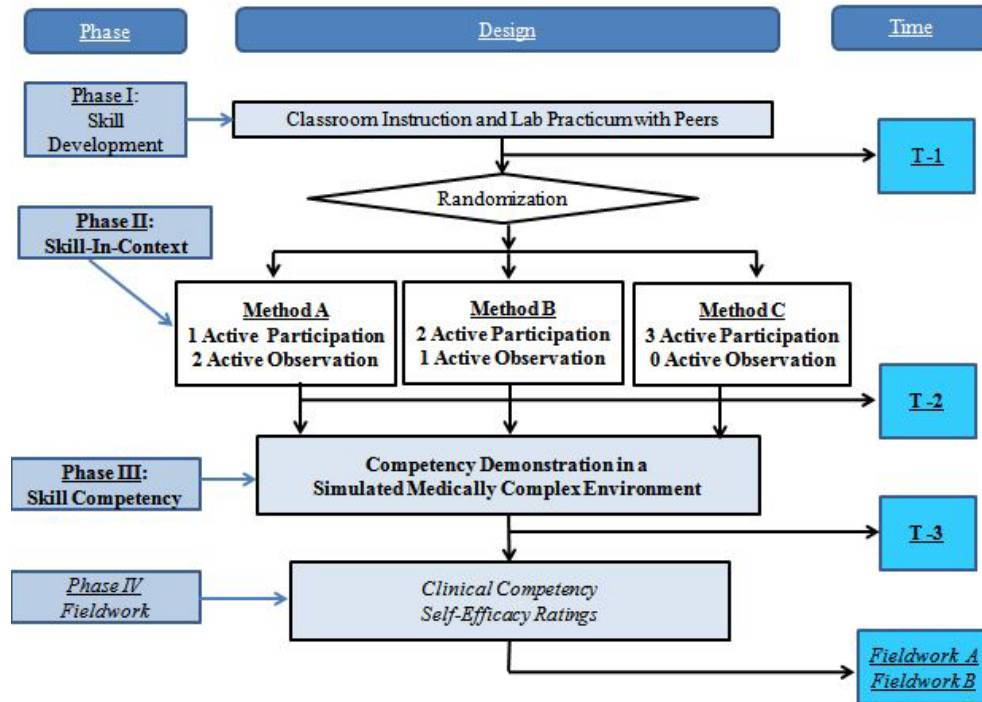 Phase
Design
Time
Phase I:
Skill
Development
Classroom Instruction and Lab Practicum with Peers
T-1
Randomization
Phase II:
Skill-In-Context
Method A
1 Active Participation
2 Active Observation
Method B
2 Active Participation
1 Active Observation
Method C
3 Active Participation
0 Active Observation
T -2
Phase III:
Skill Competency
Competency Demonstration in a
Simulated Medically Complex Environment
T-3
Phase IV
Fieldwork
Clinical Competency
Self-Efficacy Ratings
Fieldwork A
Fieldwork B